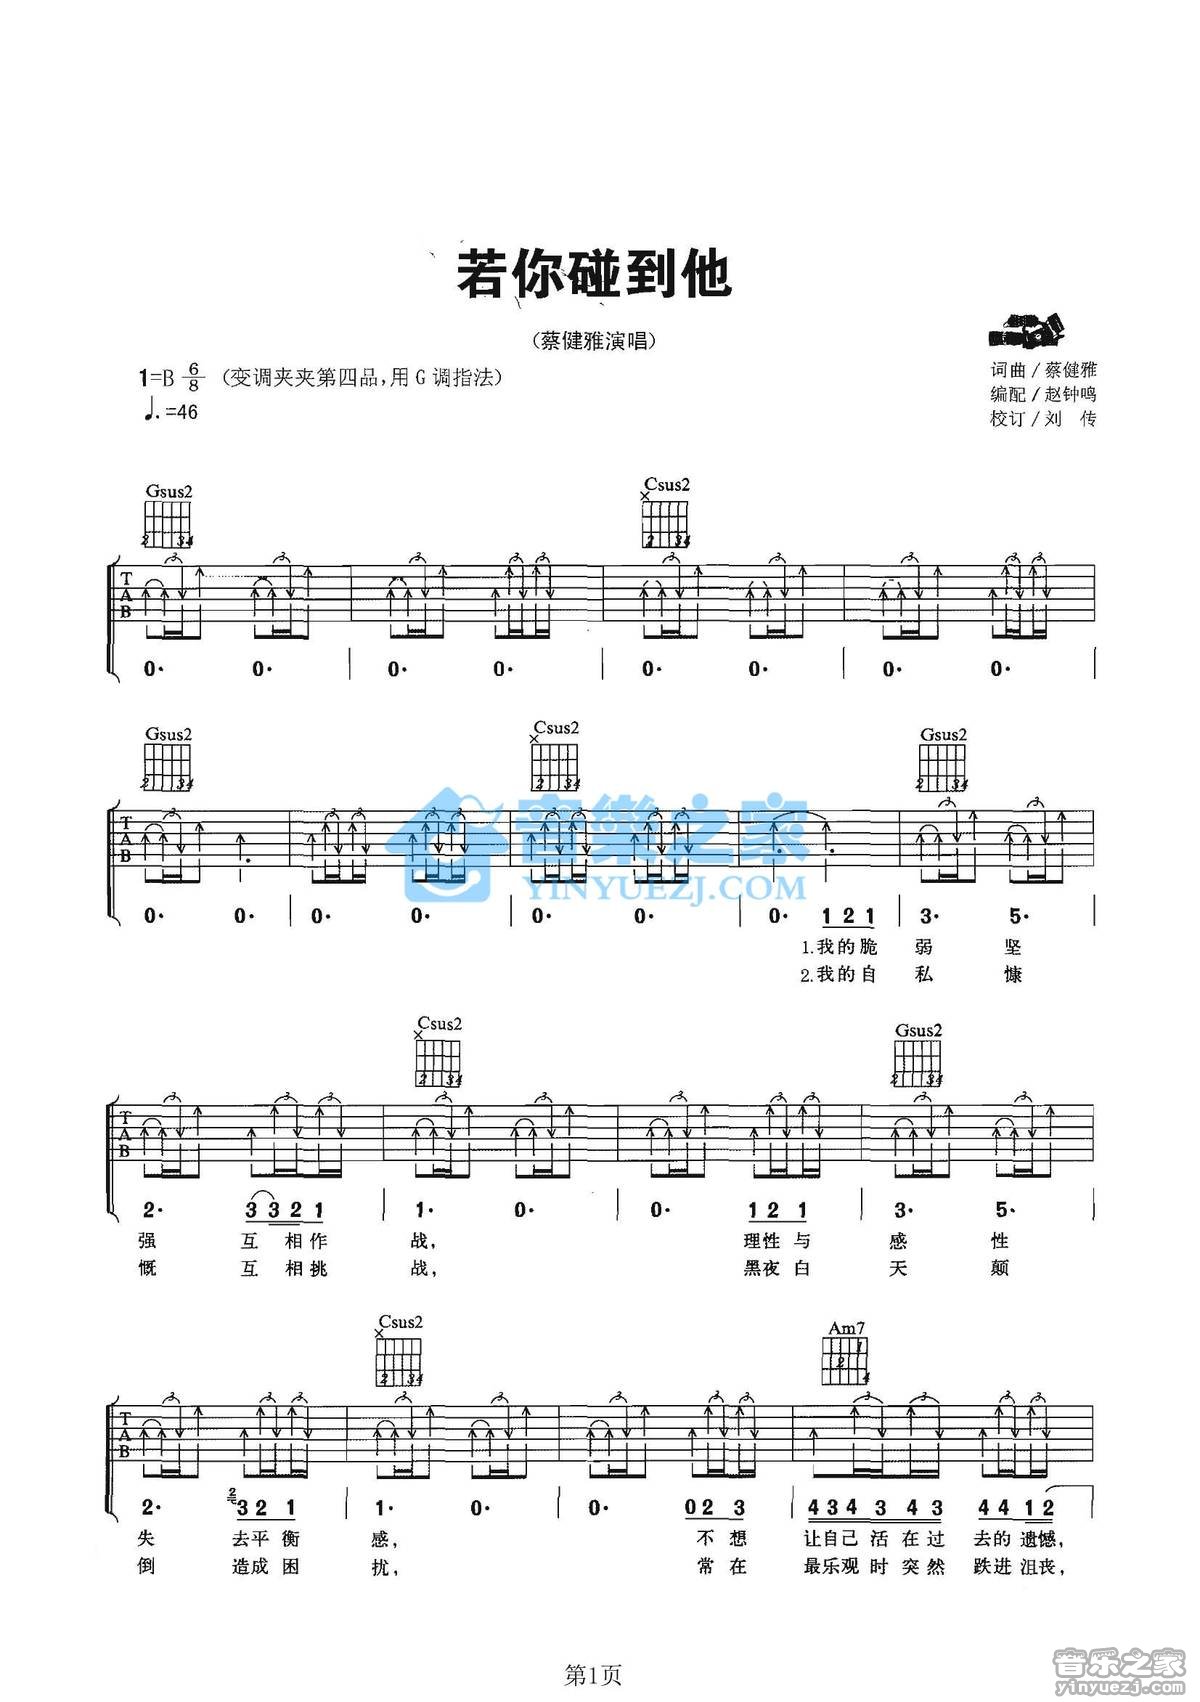 若你碰到他
(蔡健雅演唱)
1=B 6/8 (变调夹夹第四品,用 G 调指法)
♩.=46
词曲/蔡健雅
编配/赵钟鸣
校订/刘 传
Gsus2 Csus2
T A B
0· 0· | 0· 0· | 0· 0· | 0· 0· |
Gsus2 Csus2 Gsus2
T A B
0· 0· | 0· 0· | 0· 0· | 0· 1 2 1 | 3· 5·
音樂之家
YINYUEZJ.COM
1.我的脆 弱 坚
2.我的自 私 慷
Csus2 Gsus2
T A B
2· 3 3 2 1 | 1· 0· | 0· 1 2 1 | 3· 5· |
强 互 相作 战, 理性与 感 性
慨 互 相挑 战, 黑夜白 天 颠
Csus2 Am7
T A B
2· 2 3 2 1 | 1· 0· | 0· 0 2 3 | 4 3 4 3 4 3 4 4 1 2
失 去平 衡 感, 不 想 让自己 活 在 过 去的 遗憾,
倒 造成 困 扰, 常 在 最乐观 时 突 然 跌进 沮丧,
第1页
音乐之家
yinyuezj.com